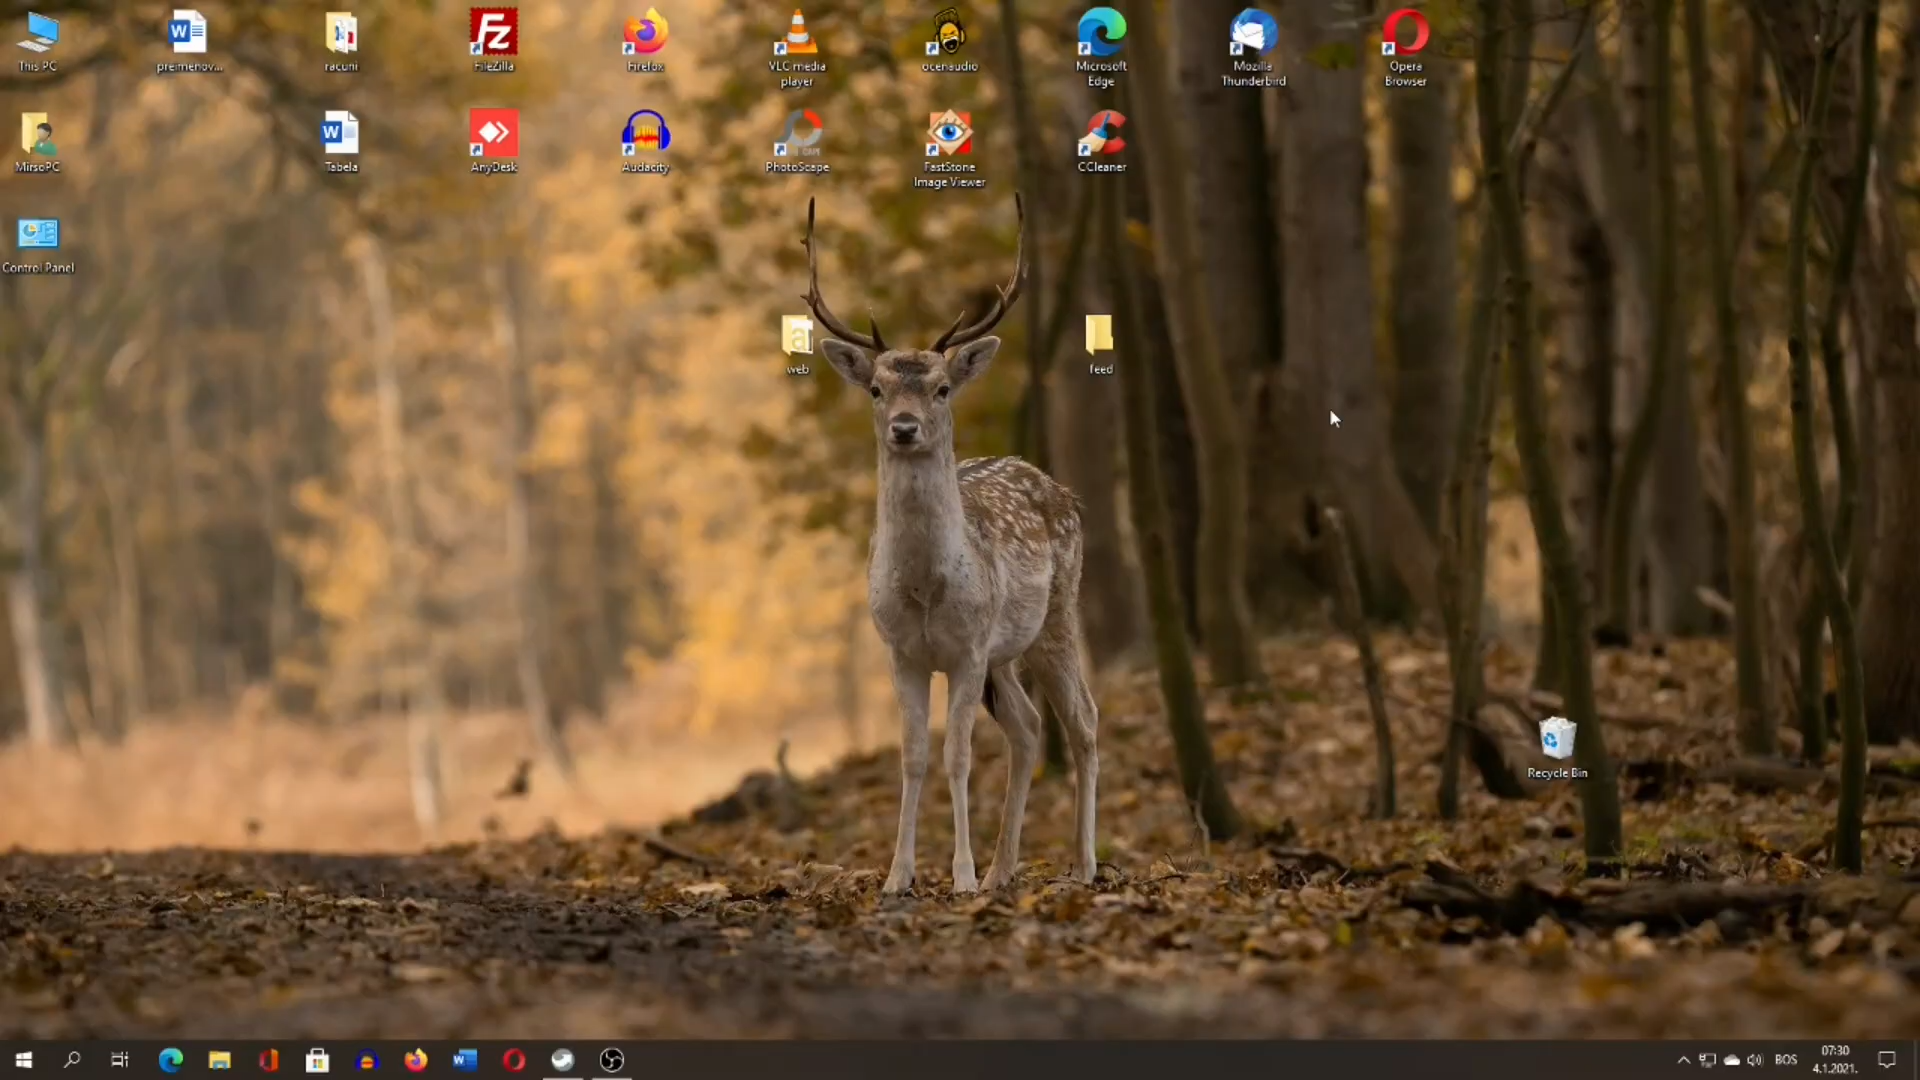 This PC
preimenov...
racuni
FileZilla
Firefox
VLC media
player
ocenaudio
Microsoft
Edge
Mozilla
Thunderbird
Opera
Browser
MirsoPC
Tabela
AnyDesk
Audacity
PhotoScape
FastStone
Image Viewer
CCleaner
Control Panel
web
feed
Recycle Bin
BOS
07:30
4.1.2021.